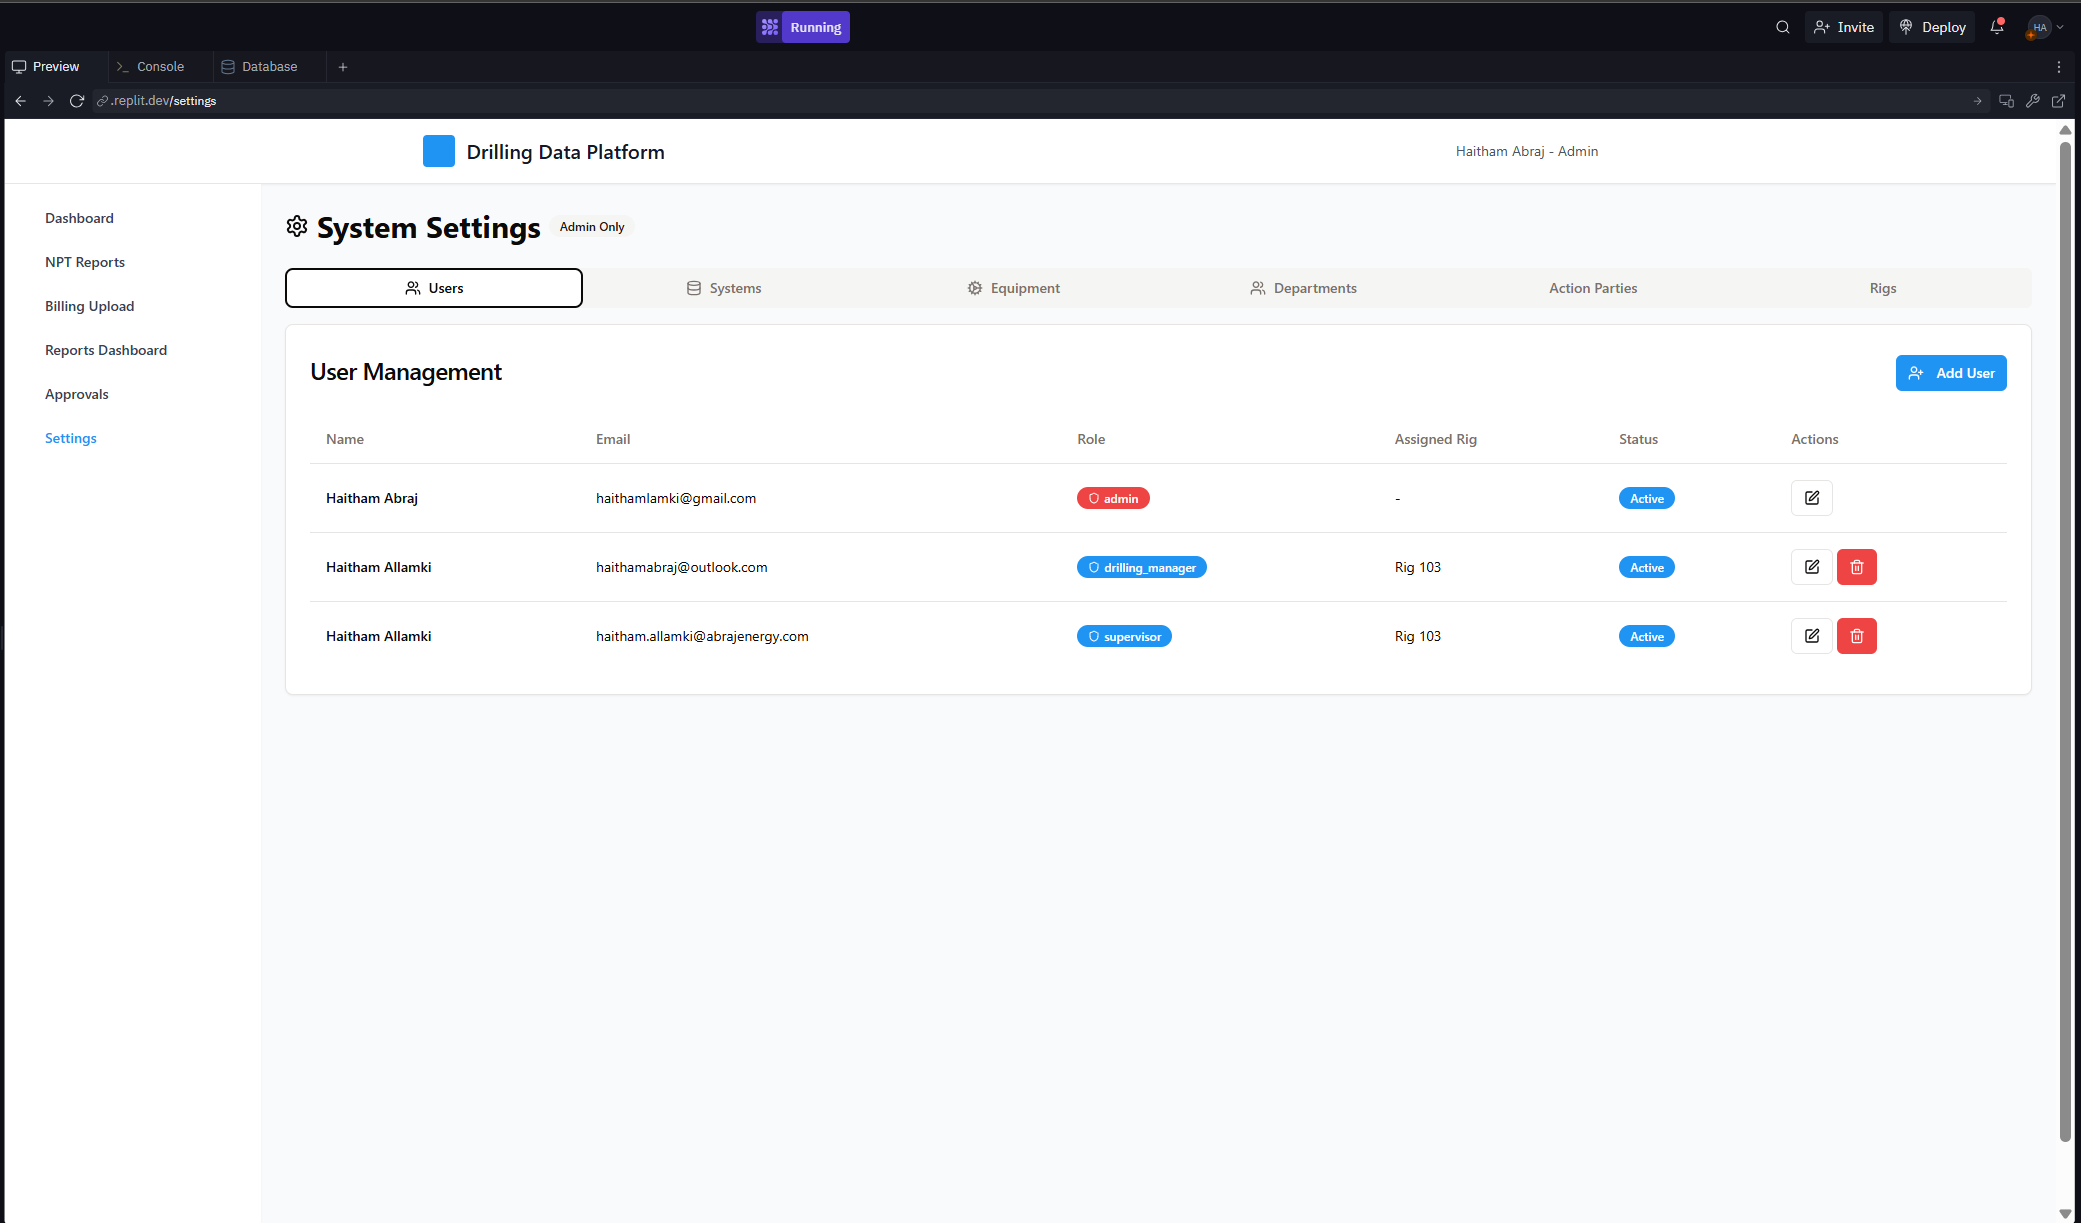 Running
Invite
Deploy
HA
Preview
Console
Database
.replit.dev/settings
Drilling Data Platform
Haitham Abraj - Admin
Dashboard
NPT Reports
Billing Upload
Reports Dashboard
Approvals
Settings
System Settings
Admin Only
Users
Systems
Equipment
Departments
Action Parties
Rigs
User Management
Add User
Name Email Role Assigned Rig Status Actions
Haitham Abraj haithamlamki@gmail.com admin - Active
Haitham Allamki haithamabraj@outlook.com drilling_manager Rig 103 Active
Haitham Allamki haitham.allamki@abrajenergy.com supervisor Rig 103 Active